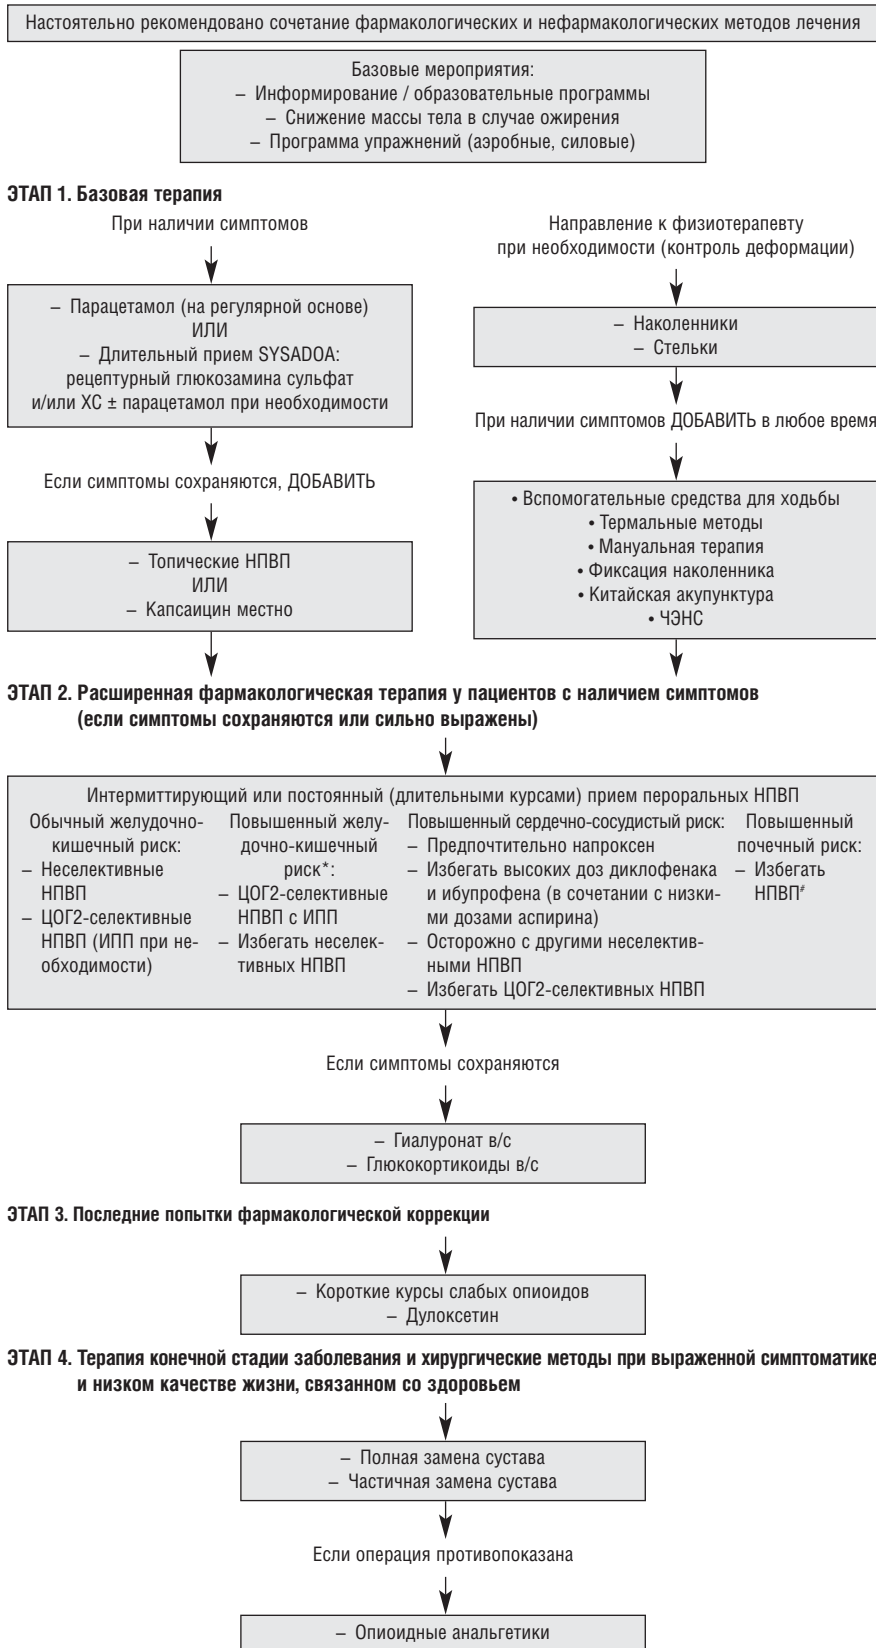 Настоятельно рекомендовано сочетание фармакологических и нефармакологических методов лечения
Базовые мероприятия:
– Информирование / образовательные программы
– Снижение массы тела в случае ожирения
– Программа упражнений (аэробные, силовые)
ЭТАП 1. Базовая терапия
При наличии симптомов
– Парацетамол (на регулярной основе)
ИЛИ
– Длительный прием SYSADOA:
рецептурный глюкозамина сульфат
и/или ХС ± парацетамол при необходимости
Если симптомы сохраняются, ДОБАВИТЬ
– Топические НПВП
ИЛИ
– Капсаицин местно
Направление к физиотерапевту
при необходимости (контроль деформации)
– Наколенники
– Стельки
При наличии симптомов ДОБАВИТЬ в любое время
• Вспомогательные средства для ходьбы
• Термальные методы
• Мануальная терапия
• Фиксация наколенника
• Китайская акупунктура
• ЧЭНС
ЭТАП 2. Расширенная фармакологическая терапия у пациентов с наличием симптомов
(если симптомы сохраняются или сильно выражены)
Интермиттирующий или постоянный (длительными курсами) прием пероральных НПВП
Обычный желудочно-
кишечный риск:
– Неселективные
НПВП
– ЦОГ2-селективные
НПВП (ИПП при не-
обходимости)
Повышенный желу-
дочно-кишечный
риск*:
– ЦОГ2-селективные
НПВП с ИПП
– Избегать неселек-
тивных НПВП
Повышенный сердечно-сосудистый риск:
– Предпочтительно напроксен
– Избегать высоких доз диклофенака
и ибупрофена (в сочетании с низки-
ми дозами аспирина)
– Осторожно с другими неселектив-
ными НПВП
– Избегать ЦОГ2-селективных НПВП
Повышенный
почечный риск:
– Избегать
НПВП#
Если симптомы сохраняются
– Гиалуронат в/с
– Глюкокортикоиды в/с
ЭТАП 3. Последние попытки фармакологической коррекции
– Короткие курсы слабых опиоидов
– Дулоксетин
ЭТАП 4. Терапия конечной стадии заболевания и хирургические методы при выраженной симптоматике
и низком качестве жизни, связанном со здоровьем
– Полная замена сустава
– Частичная замена сустава
Если операция противопоказана
– Опиоидные анальгетики